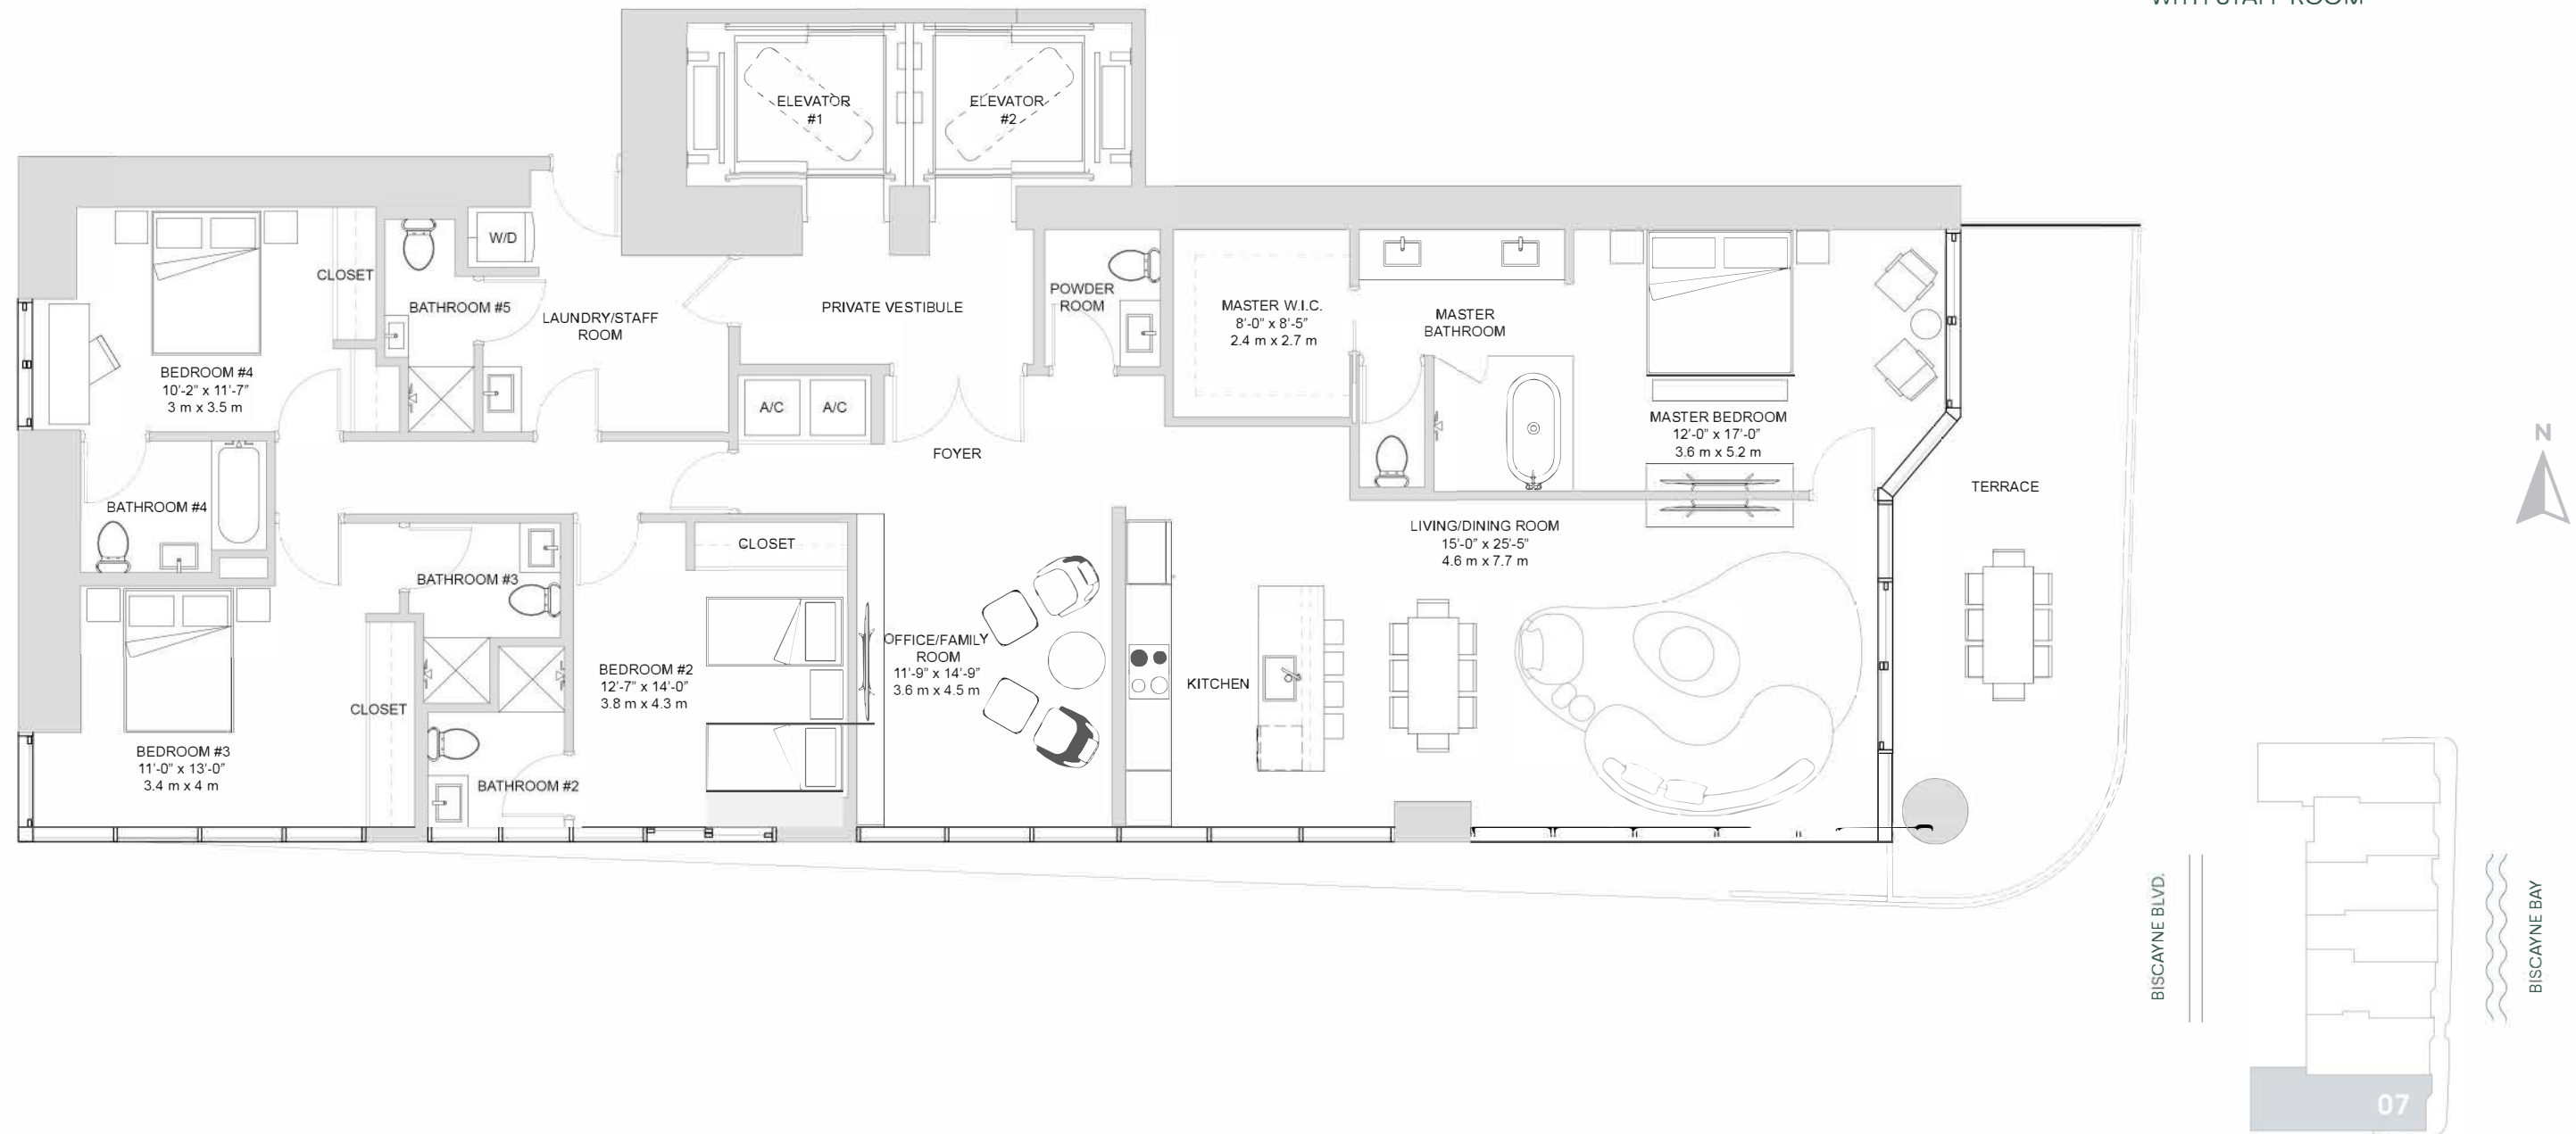 WITH STAFF ROOM
ELEVATOR
#1
ELEVATOR
#2
W/D
CLOSET
BATHROOM #5
LAUNDRY/STAFF
ROOM
PRIVATE VESTIBULE
POWDER
ROOM
MASTER W.I.C.
8'-0" x 8'-5"
2.4 m x 2.7 m
MASTER
BATHROOM
BEDROOM #4
10'-2" x 11'-7"
3 m x 3.5 m
A/C
A/C
MASTER BEDROOM
12'-0" x 17'-0"
3.6 m x 5.2 m
FOYER
N
TERRACE
BATHROOM #4
CLOSET
LIVING/DINING ROOM
15'-0" x 25'-5"
4.6 m x 7.7 m
BATHROOM #3
OFFICE/FAMILY
ROOM
11'-9" x 14'-9"
3.6 m x 4.5 m
BEDROOM #2
12'-7" x 14'-0"
3.8 m x 4.3 m
KITCHEN
CLOSET
BEDROOM #3
11'-0" x 13'-0"
3.4 m x 4 m
BATHROOM #2
BISCAYNE BLVD.
BISCAYNE BAY
07